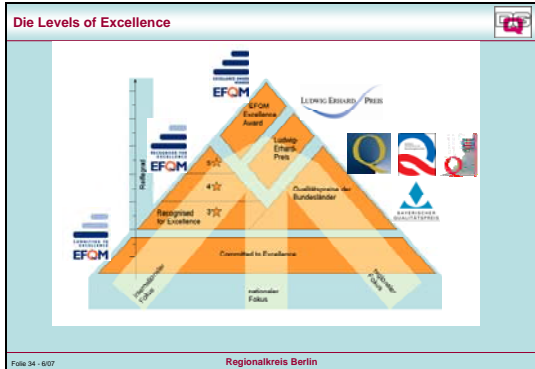 Die Levels of Excellence
EFQM
LUDWIG ERHARD PREIS
EFQM
Excellence
Award
Ludwig-
Erhard-
Preis
EFQM
Reifegrad
5
4
3
Qualitätspreise der
Bundesländer
Recognised
for Excellence
BAYERISCHER
QUALITÄTSPREIS
EFQM
Committed to Excellence
internationaler
Fokus
nationaler
Fokus
regionaler
Fokus
Folie 34 - 6/07
Regionalkreis Berlin